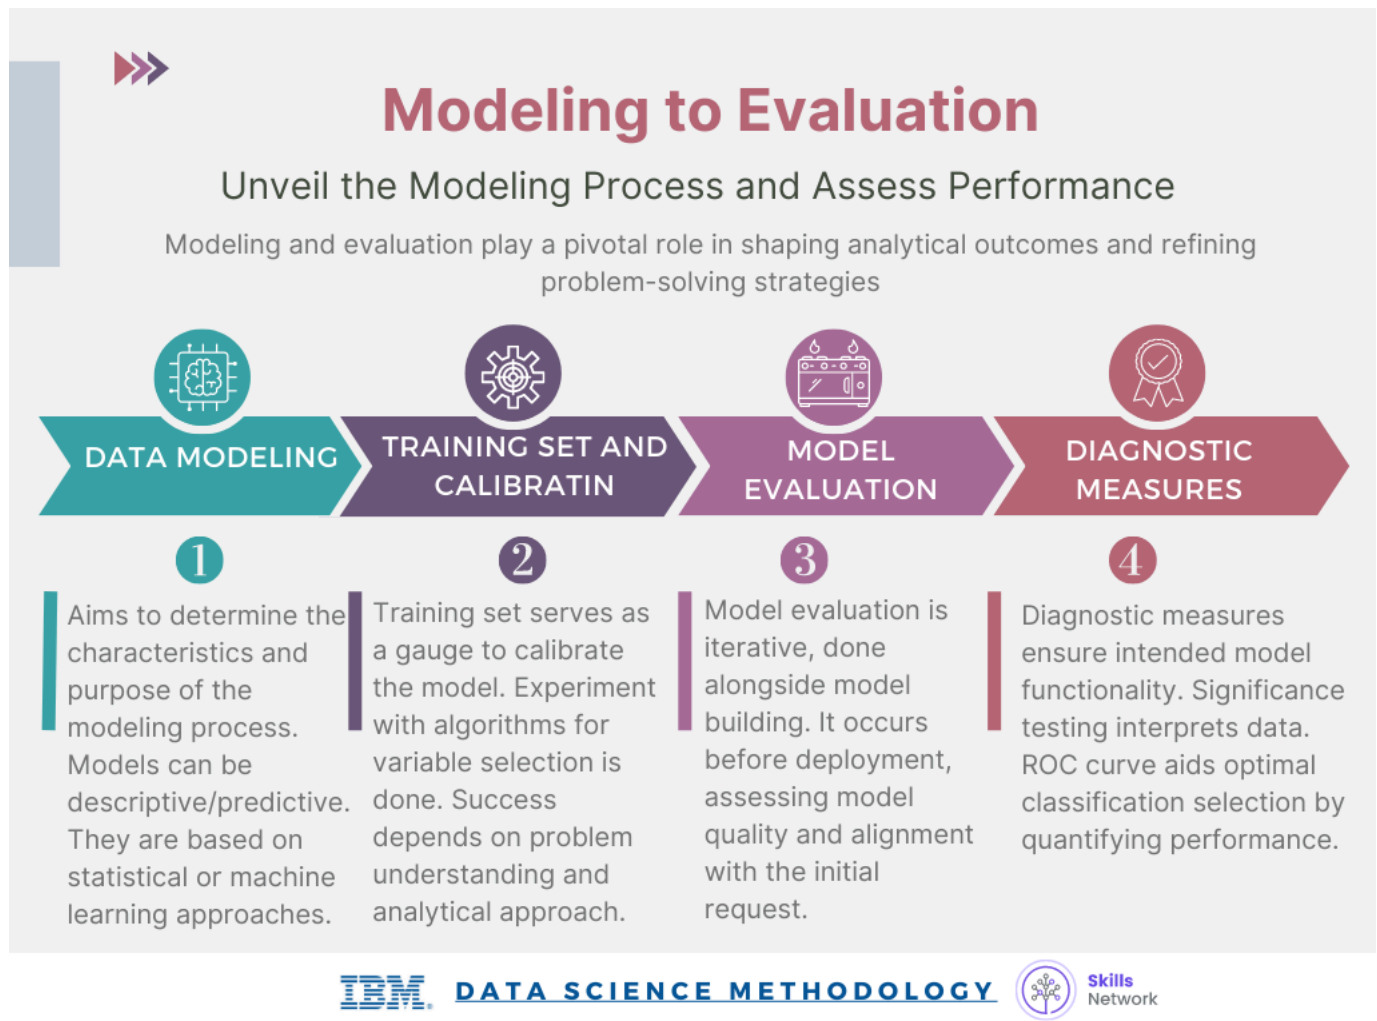 Modeling to Evaluation
Unveil the Modeling Process and Assess Performance
Modeling and evaluation play a pivotal role in shaping analytical outcomes and refining
problem-solving strategies
DATA MODELING
TRAINING SET AND
CALIBRATIN
MODEL
EVALUATION
DIAGNOSTIC
MEASURES
1
Aims to determine the
characteristics and
purpose of the
modeling process.
Models can be
descriptive/predictive.
They are based on
statistical or machine
learning approaches.
2
Training set serves as
a gauge to calibrate
the model. Experiment
with algorithms for
variable selection is
done. Success
depends on problem
understanding and
analytical approach.
3
Model evaluation is
iterative, done
alongside model
building. It occurs
before deployment,
assessing model
quality and alignment
with the initial
request.
4
Diagnostic measures
ensure intended model
functionality. Significance
testing interprets data.
ROC curve aids optimal
classification selection by
quantifying performance.
IBM®
DATA SCIENCE METHODOLOGY
Skills
Network